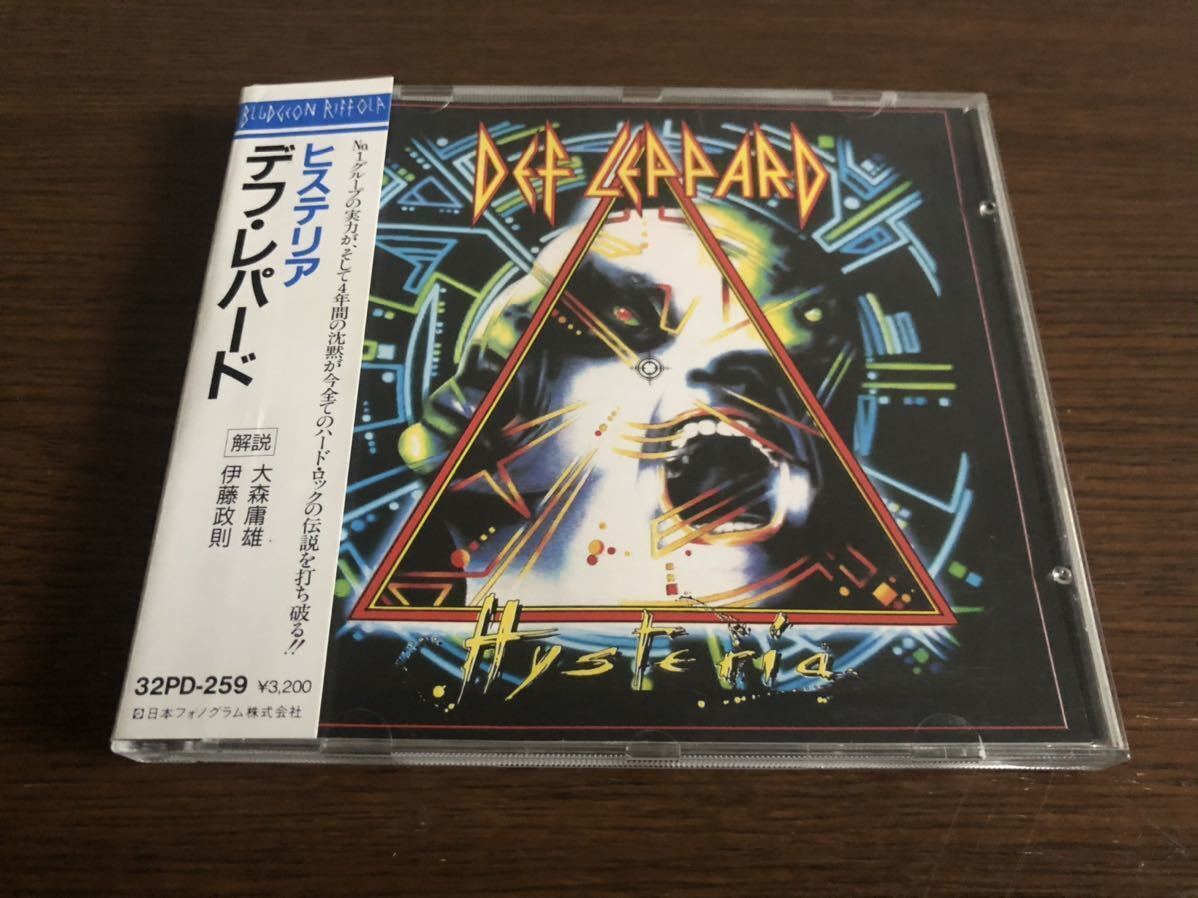 BLUDGEON RIFFOLA
ヒステリア
デフ・レパード
No.1グループの実力が、そして4年間の沈黙が今全てのハード・ロックの伝説を打ち破る!!
解説
大森庸雄
伊藤政則
32PD-259 ¥3,200
日本フォノグラム株式会社
DEF LEPPARD
Hysteria